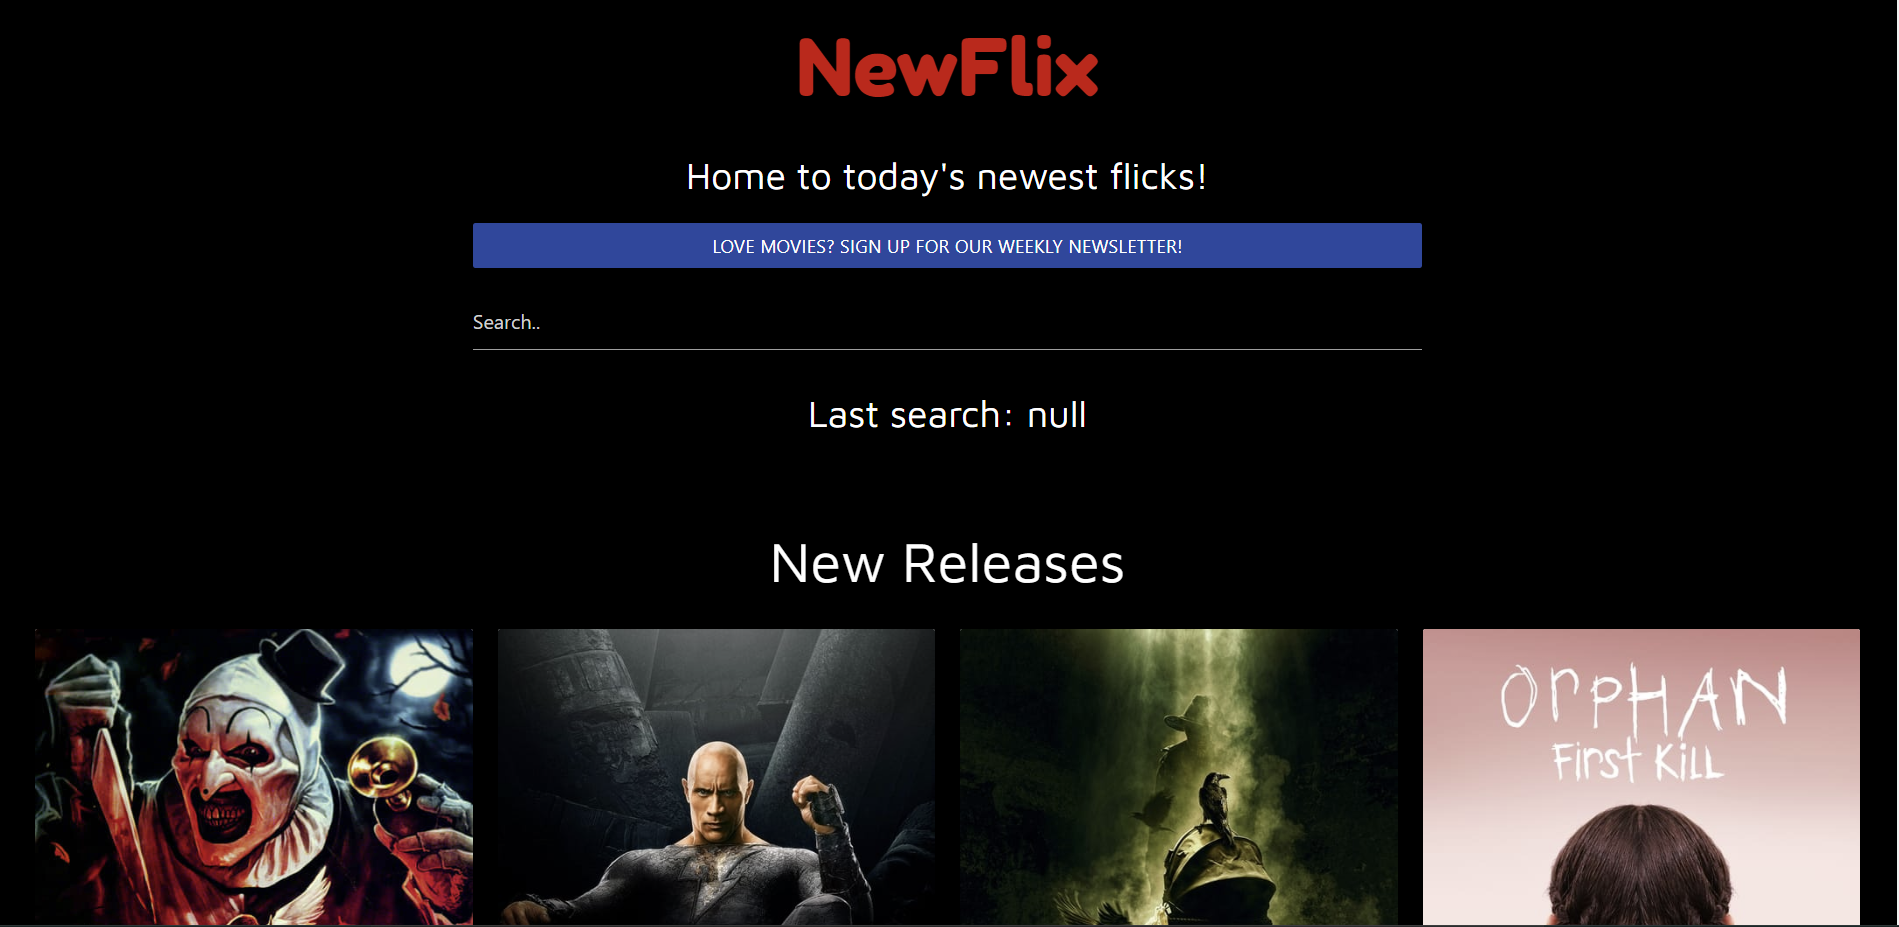 NewFlix
Home to today's newest flicks!
LOVE MOVIES? SIGN UP FOR OUR WEEKLY NEWSLETTER!
Search..
Last search: null
New Releases
ORPHAN
First Kill